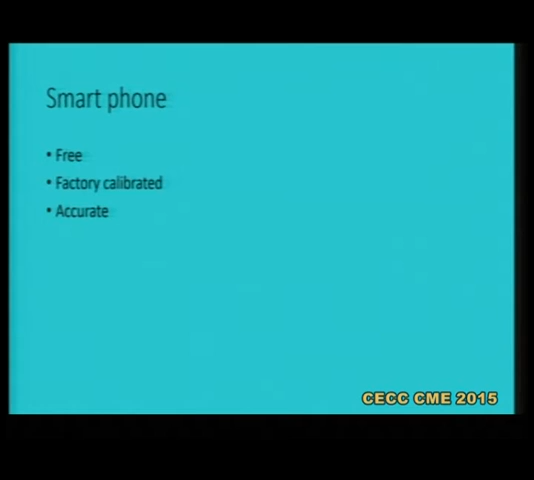 Smart phone
• Free
• Factory calibrated
• Accurate
CECC CME 2015